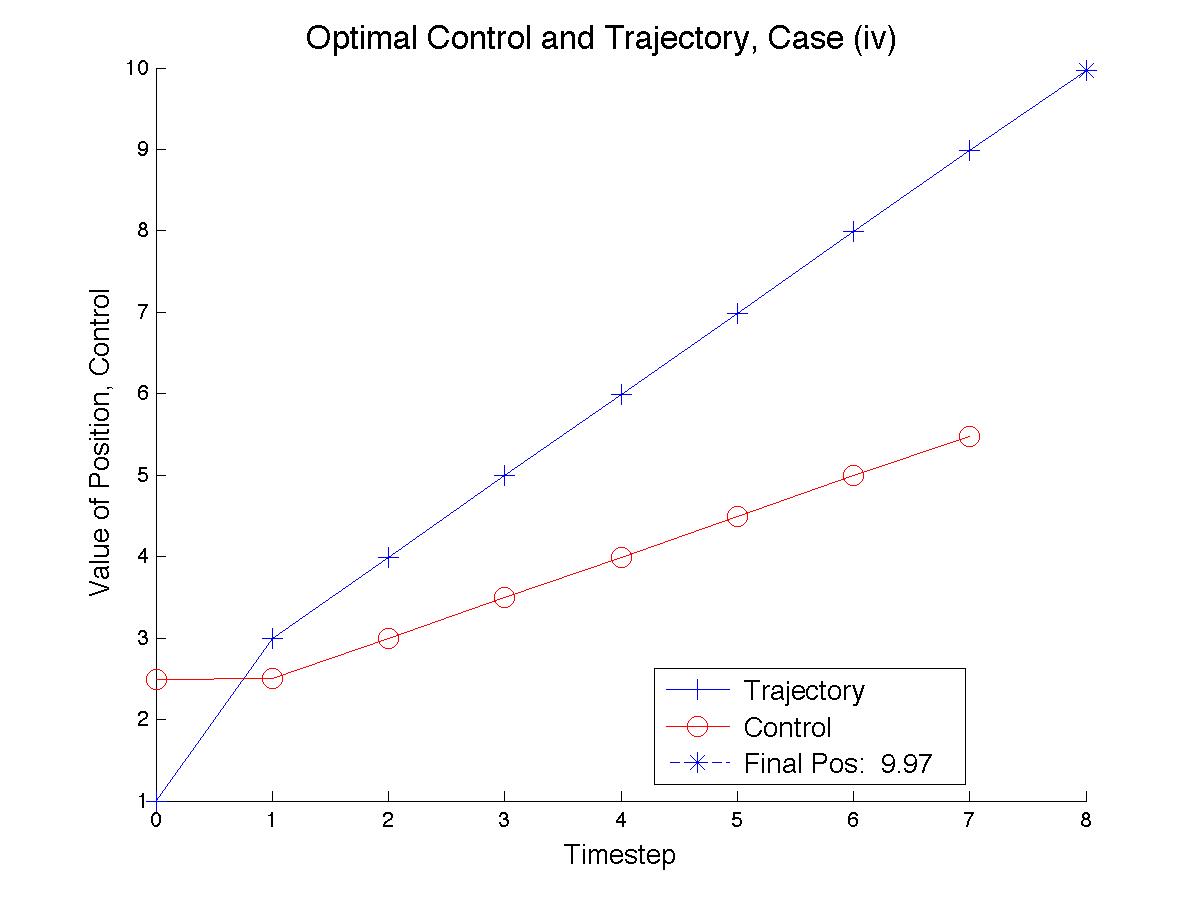 Optimal Control and Trajectory, Case (iv)
Value of Position, Control
10
9
8
7
6
5
4
3
2
1
0 1 2 3 4 5 6 7 8
Timestep
Trajectory
Control
Final Pos:  9.97